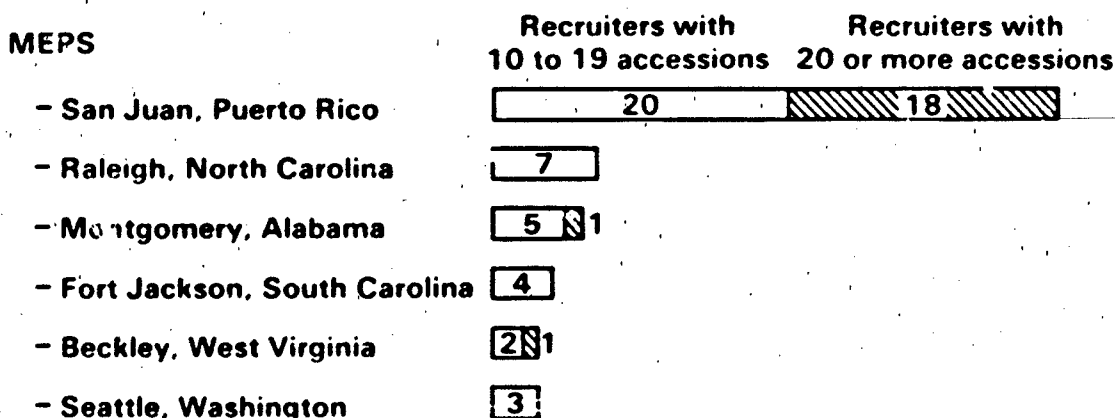 MEPS
Recruiters with
10 to 19 accessions
Recruiters with
20 or more accessions
– San Juan, Puerto Rico 20 18
– Raleigh, North Carolina 7
– Montgomery, Alabama 5 1
– Fort Jackson, South Carolina 4
– Beckley, West Virginia 2 1
– Seattle, Washington 3